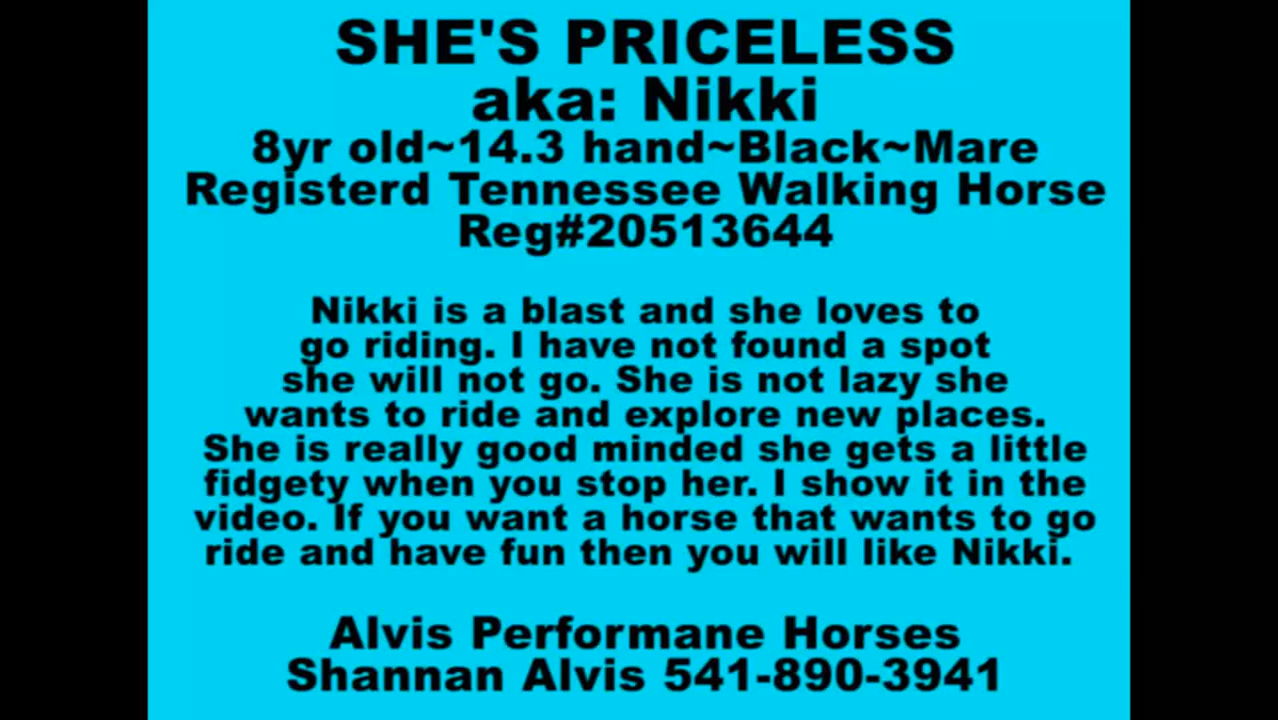 SHE'S PRICELESS
aka: Nikki
8yr old~14.3 hand~Black~Mare
Registerd Tennessee Walking Horse
Reg#20513644
Nikki is a blast and she loves to
go riding. I have not found a spot
she will not go. She is not lazy she
wants to ride and explore new places.
She is really good minded she gets a little
fidgety when you stop her. I show it in the
video. If you want a horse that wants to go
ride and have fun then you will like Nikki.
Alvis Performane Horses
Shannan Alvis 541-890-3941